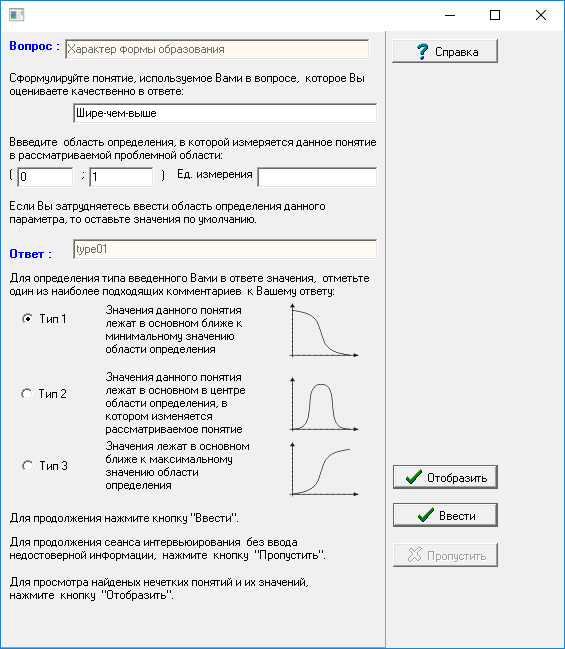 Вопрос :
Характер формы образования
Справка
Сформулируйте понятие, используемое Вами в вопросе, которое Вы
оцениваете качественно в ответе:
Шире-чем-выше
Ввведите область определения, в которой измеряется данное понятие
в рассматриваемой проблемной области:
( 0 ; 1 ) Ед. измерения
Если Вы затрудняетесь ввести область определения данного
параметра, то оставьте значения по умолчанию.
Ответ :
type01
Для определения типа введенного Вами в ответе значения, отметьте
один из наиболее подходящих комментариев к Вашему ответу:
Тип 1
Значения данного понятия
лежат в основном ближе к
минимальному значению
области определения
Тип 2
Значения данного понятия
лежат в основном в центре
области определения, в
котором изменяется
рассматриваемое понятие
Тип 3
Значения лежат в основном
ближе к максимальному
значению области
определения
Отобразить
Ввести
Пропустить
Для продолжения нажмите кнопку "Ввести".
Для продолжения сеанса интервьюирования без ввода
недостоверной информации, нажмите кнопку "Пропустить".
Для просмотра найденых нечетких понятий и их значений,
нажмите кнопку "Отобразить".